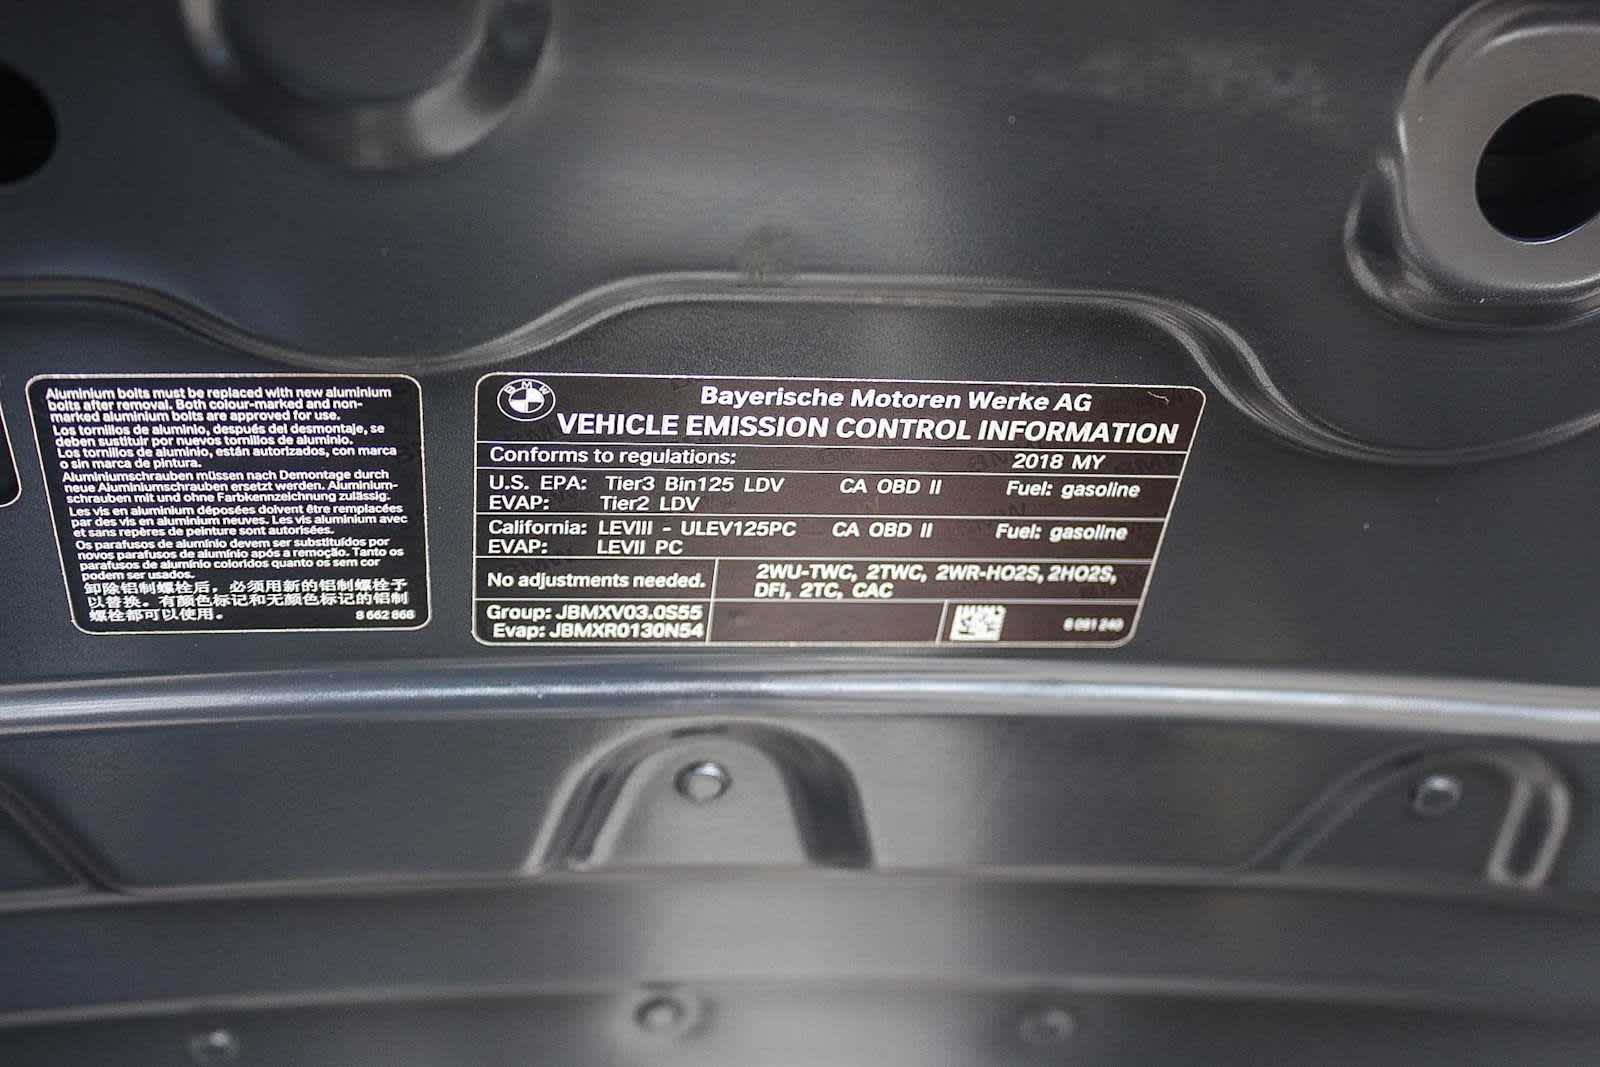 Aluminium bolts must be replaced with new aluminium
bolts after removal. Both colour-marked and non-
marked aluminium bolts are approved for use.
Los tornillos de aluminio, después del desmontaje, se
deben sustituir por nuevos tornillos de aluminio.
Los tornillos de aluminio, están autorizados, con marca
o sin marca de pintura.
Aluminiumschrauben müssen nach Demontage durch
neue Aluminiumschrauben ersetzt werden. Aluminium-
schrauben mit und ohne Farbkennzeichnung zulässig.
Les vis en aluminium déposées doivent être remplacées
par des vis en aluminium neuves. Les vis aluminium avec
et sans repères de peinture sont autorisées.
Os parafusos de alumínio devem ser substituídos por
novos parafusos de alumínio após a remoção. Tanto os
parafusos de alumínio coloridos quanto os sem cor
podem ser usados.
卸除铝制螺栓后，必须用新的铝制螺栓予
以替换。有颜色标记和无颜色标记的铝制
螺栓都可以使用。
8 662 866
BMW
Bayerische Motoren Werke AG
VEHICLE EMISSION CONTROL INFORMATION
Conforms to regulations: 2018 MY
U.S. EPA: Tier3 Bin125 LDV CA OBD II Fuel: gasoline
EVAP: Tier2 LDV
California: LEVIII - ULEV125PC CA OBD II Fuel: gasoline
EVAP: LEVII PC
No adjustments needed.
2WU-TWC, 2TWC, 2WR-HO2S, 2HO2S,
DFI, 2TC, CAC
Group: JBMXV03.0S55
Evap: JBMXR0130N54
8 091 240